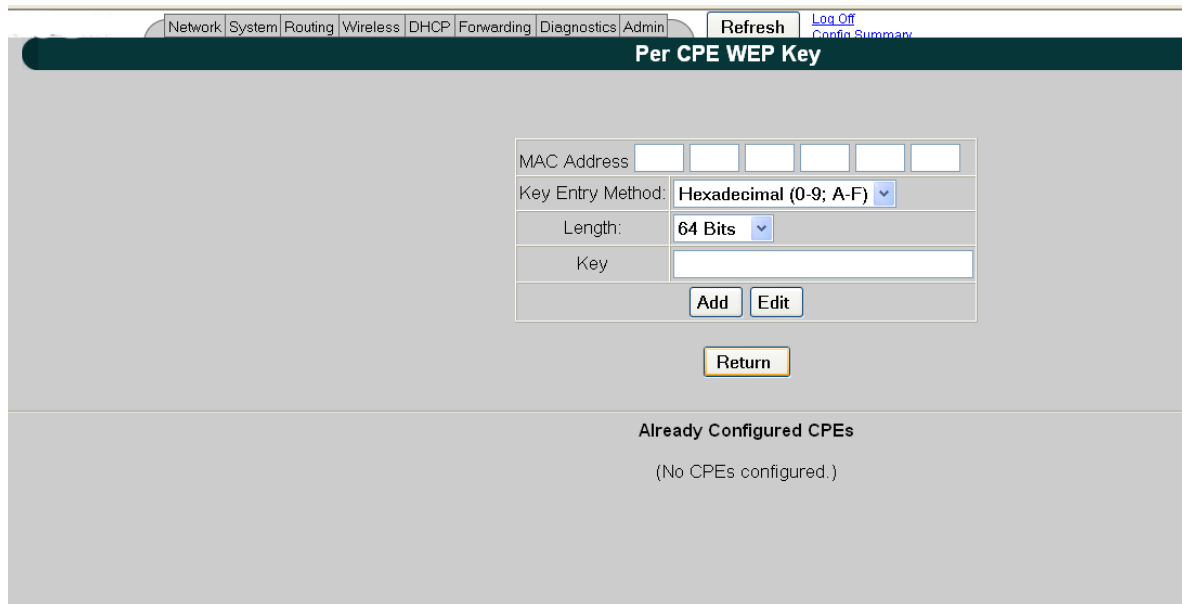 Network System Routing Wireless DHCP Forwarding Diagnostics Admin Refresh Log Off
Config Summary
Per CPE WEP Key
MAC Address
Key Entry Method: Hexadecimal (0-9; A-F)
Length: 64 Bits
Key
Add Edit
Return
Already Configured CPEs
(No CPEs configured.)